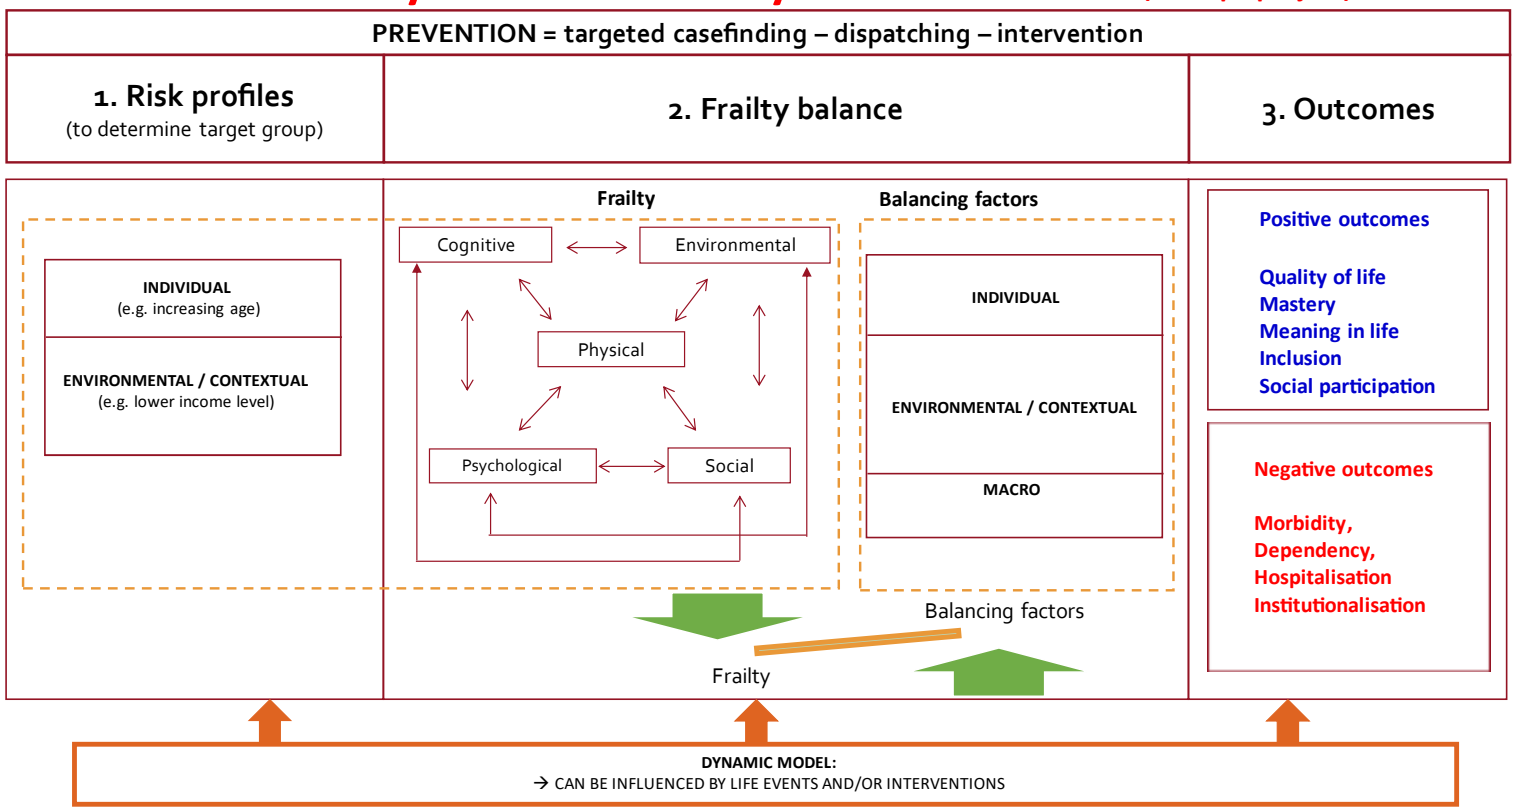 PREVENTION = targeted casefinding – dispatching – intervention
1. Risk profiles
(to determine target group)
2. Frailty balance
3. Outcomes
INDIVIDUAL
(e.g. increasing age)
ENVIRONMENTAL / CONTEXTUAL
(e.g. lower income level)
Frailty
Cognitive
Environmental
Physical
Psychological
Social
Balancing factors
INDIVIDUAL
ENVIRONMENTAL / CONTEXTUAL
MACRO
Balancing factors
Frailty
Positive outcomes
Quality of life
Mastery
Meaning in life
Inclusion
Social participation
Negative outcomes
Morbidity,
Dependency,
Hospitalisation
Institutionalisation
DYNAMIC MODEL:
→ CAN BE INFLUENCED BY LIFE EVENTS AND/OR INTERVENTIONS